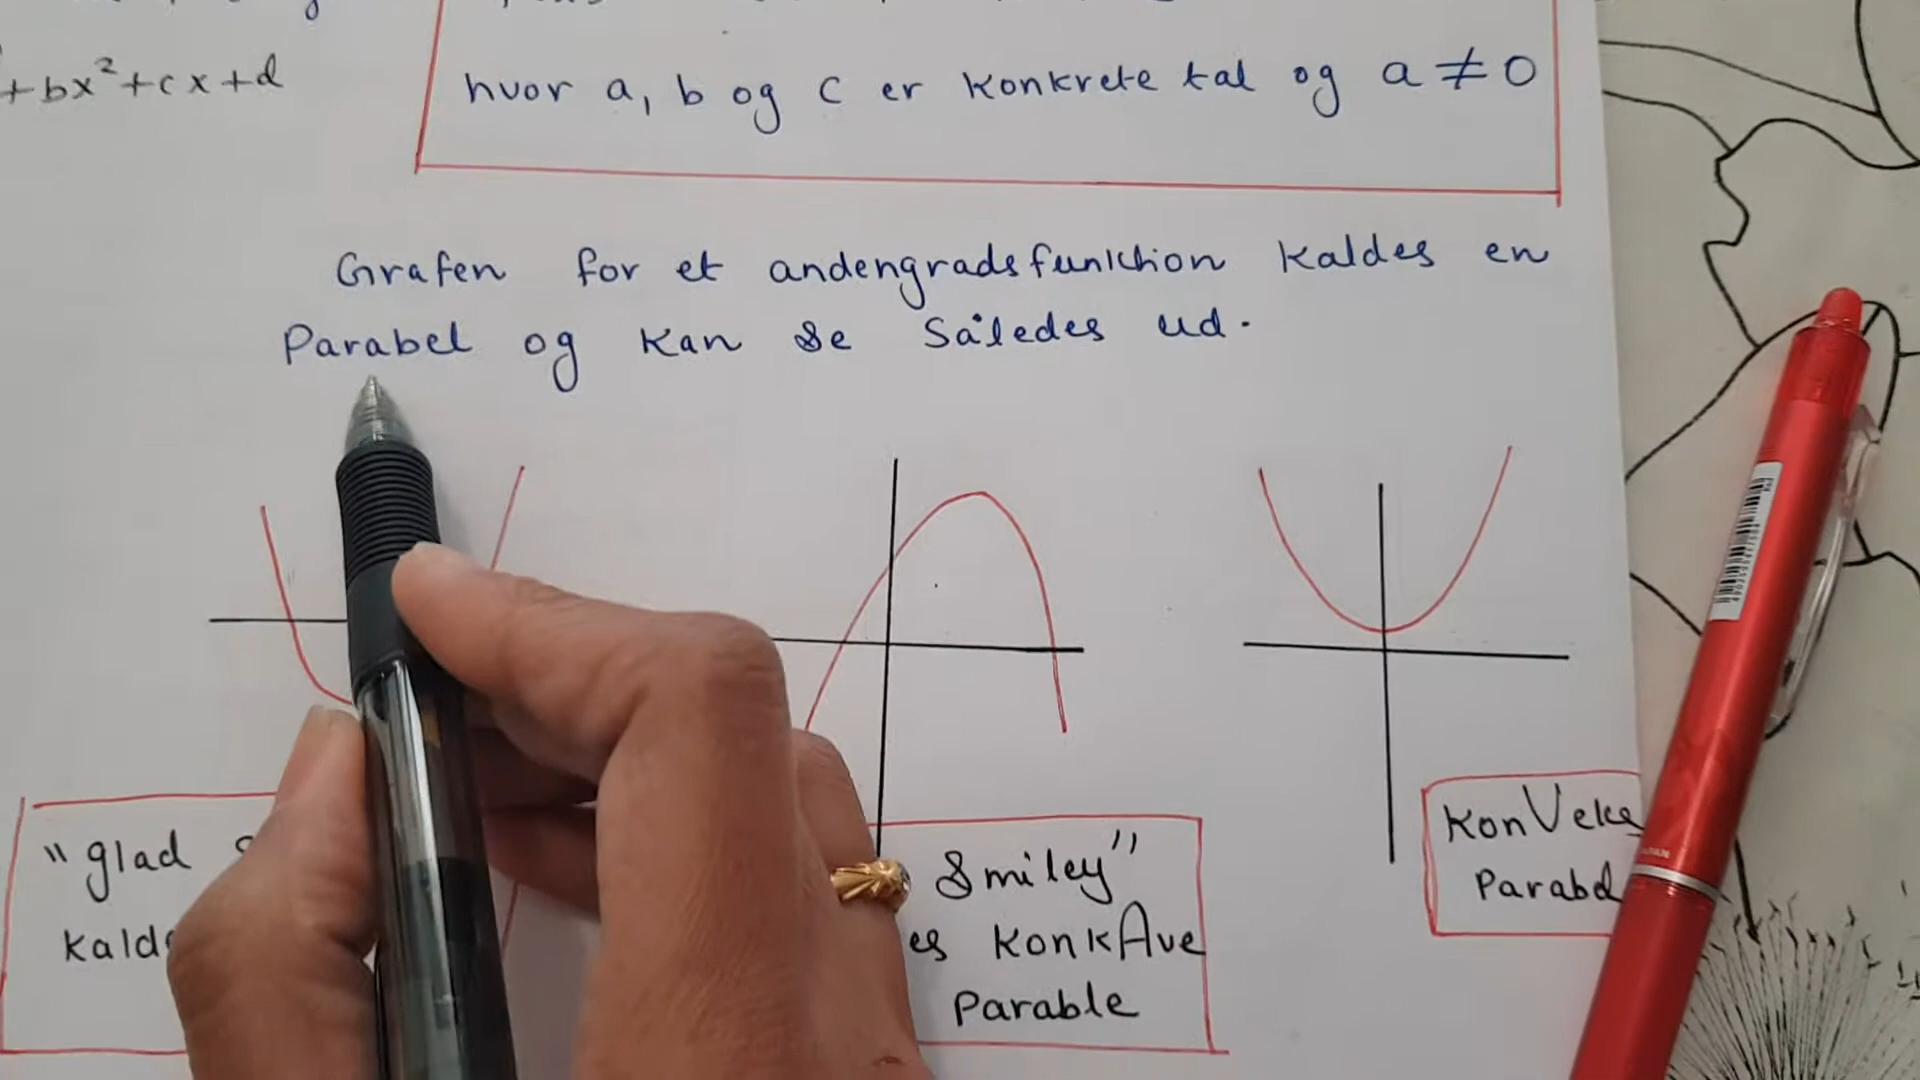 +bx²+cx+d
hvor a, b og c er konkrete tal og a ≠ 0
Grafen for et andengradsfunktion kaldes en
Parabel og kan se således ud.
"glad
Smiley"
es KonkAve
Parable
KonVeks
Parabel
JAPAN